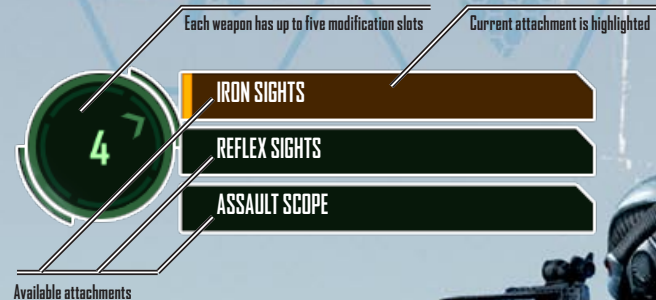 Each weapon has up to five modification slots
Current attachment is highlighted
IRON SIGHTS
4
REFLEX SIGHTS
ASSAULT SCOPE
Available attachments